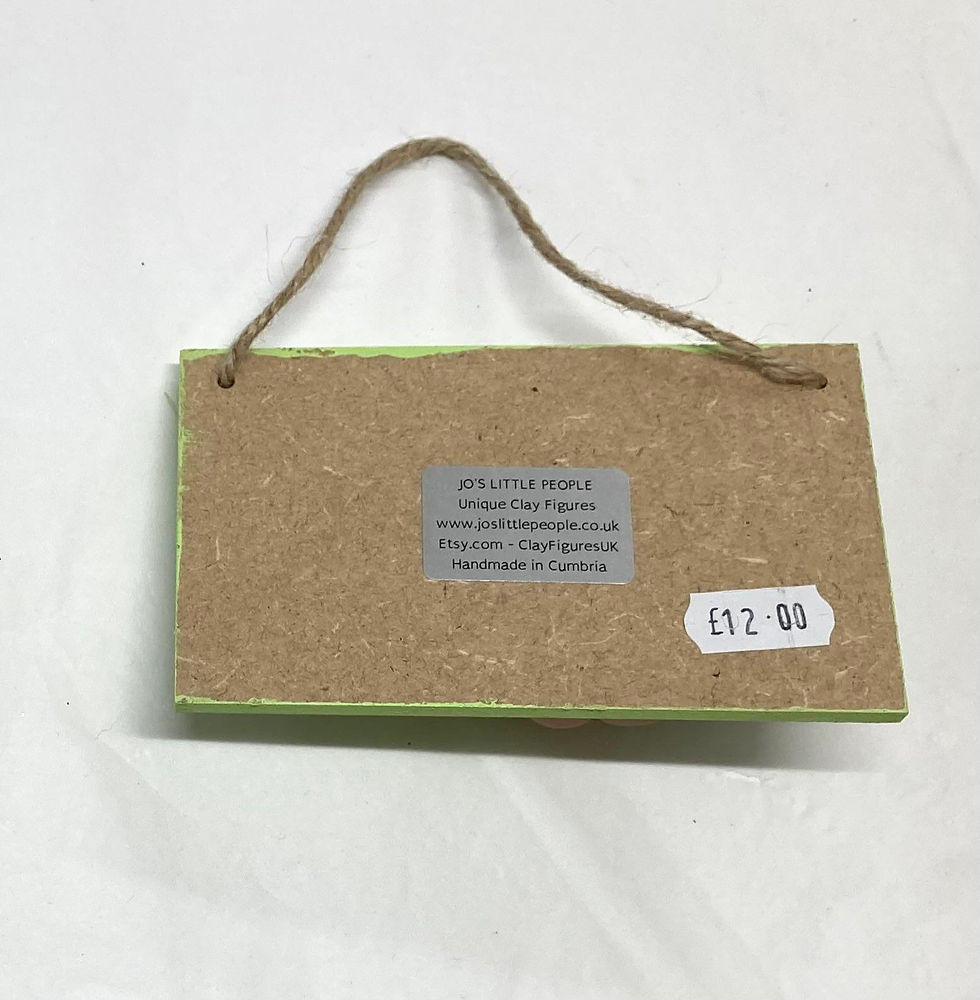 JO'S LITTLE PEOPLE
Unique Clay Figures
www.joslittlepeople.co.uk
Etsy.com - ClayFiguresUK
Handmade in Cumbria
£12.00